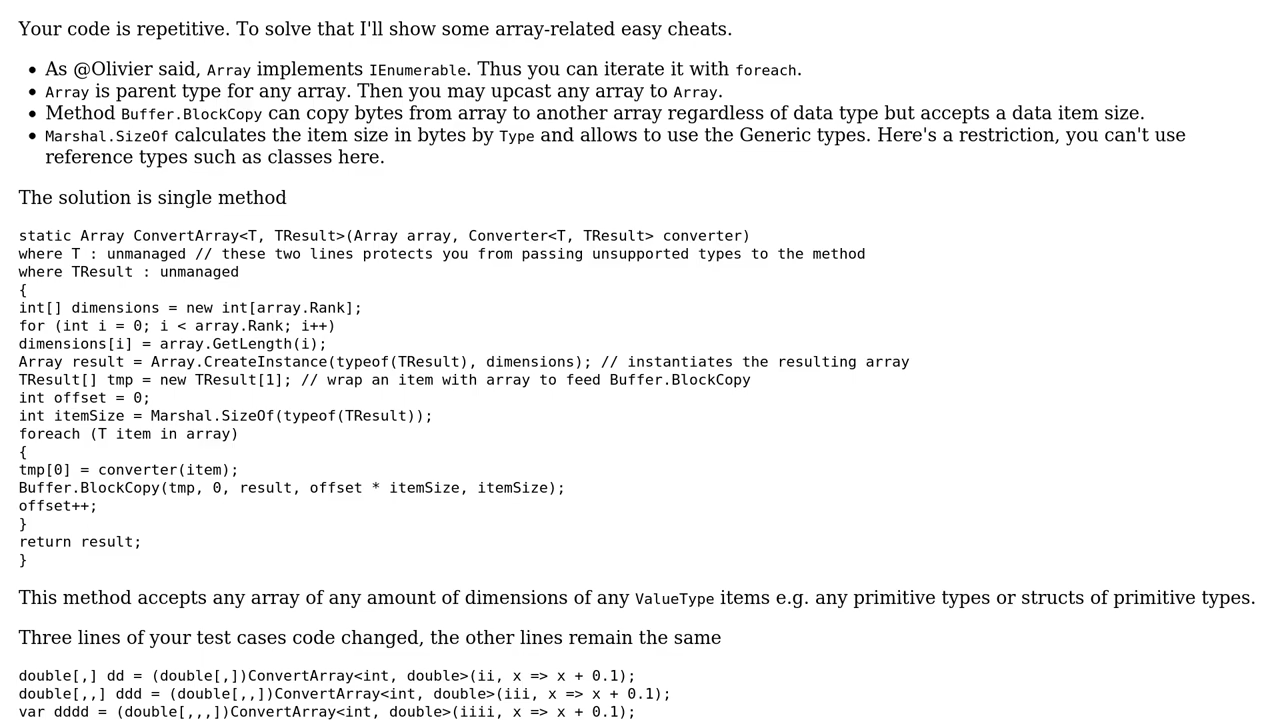 Your code is repetitive. To solve that I'll show some array-related easy cheats.
• As @Olivier said, Array implements IEnumerable. Thus you can iterate it with foreach.
• Array is parent type for any array. Then you may upcast any array to Array.
• Method Buffer.BlockCopy can copy bytes from array to another array regardless of data type but accepts a data item size.
• Marshal.SizeOf calculates the item size in bytes by Type and allows to use the Generic types. Here's a restriction, you can't use
reference types such as classes here.
The solution is single method
static Array ConvertArray<T, TResult>(Array array, Converter<T, TResult> converter)
where T : unmanaged // these two lines protects you from passing unsupported types to the method
where TResult : unmanaged
{
int[] dimensions = new int[array.Rank];
for (int i = 0; i < array.Rank; i++)
dimensions[i] = array.GetLength(i);
Array result = Array.CreateInstance(typeof(TResult), dimensions); // instantiates the resulting array
TResult[] tmp = new TResult[1]; // wrap an item with array to feed Buffer.BlockCopy
int offset = 0;
int itemSize = Marshal.SizeOf(typeof(TResult));
foreach (T item in array)
{
tmp[0] = converter(item);
Buffer.BlockCopy(tmp, 0, result, offset * itemSize, itemSize);
offset++;
}
return result;
}
This method accepts any array of any amount of dimensions of any ValueType items e.g. any primitive types or structs of primitive types.
Three lines of your test cases code changed, the other lines remain the same
double[,] dd = (double[,])ConvertArray<int, double>(ii, x => x + 0.1);
double[,,] ddd = (double[,,])ConvertArray<int, double>(iii, x => x + 0.1);
var dddd = (double[,,,])ConvertArray<int, double>(iiii, x => x + 0.1);